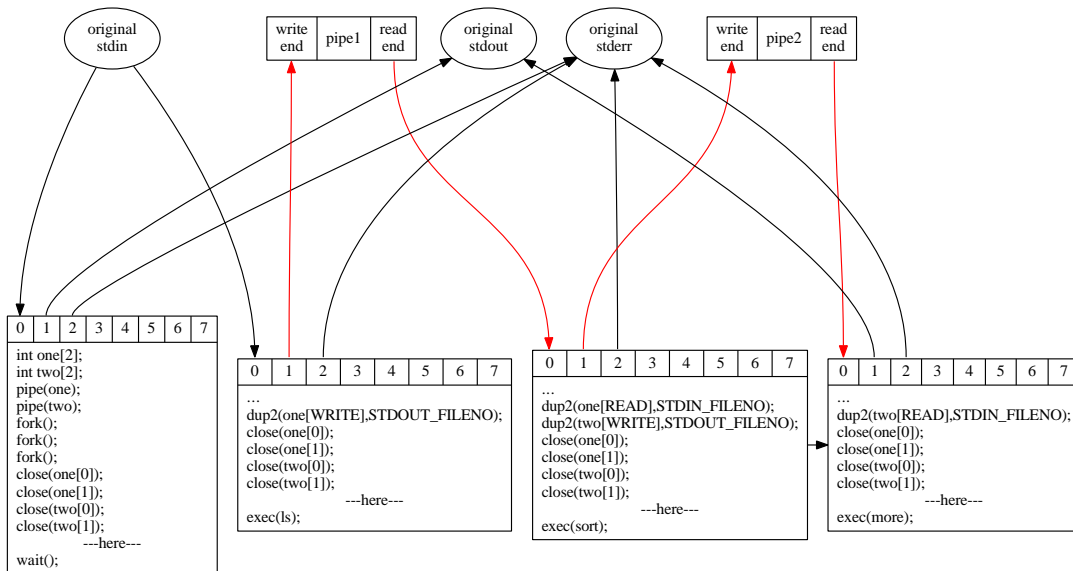 original
stdin
write
end
pipe1
read
end
original
stdout
original
stderr
write
end
pipe2
read
end
0 1 2 3 4 5 6 7
int one[2];
int two[2];
pipe(one);
pipe(two);
fork();
fork();
fork();
close(one[0]);
close(one[1]);
close(two[0]);
close(two[1]);
---here---
wait();
0 1 2 3 4 5 6 7
...
dup2(one[WRITE],STDOUT_FILENO);
close(one[0]);
close(one[1]);
close(two[0]);
close(two[1]);
---here---
exec(ls);
0 1 2 3 4 5 6 7
...
dup2(one[READ],STDIN_FILENO);
dup2(two[WRITE],STDOUT_FILENO);
close(one[0]);
close(one[1]);
close(two[0]);
close(two[1]);
---here---
exec(sort);
0 1 2 3 4 5 6 7
...
dup2(two[READ],STDIN_FILENO);
close(one[0]);
close(one[1]);
close(two[0]);
close(two[1]);
---here---
exec(more);